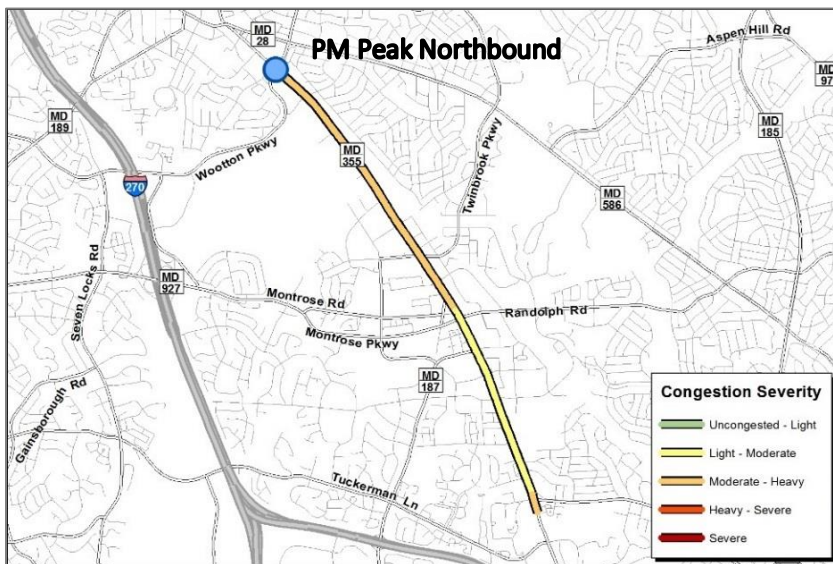 MD
28
PM Peak Northbound
Aspen Hill Rd
MD
97
MD
189
MD
185
MD
355
Wootton Pkwy
Twinbrook Pkwy
270
MD
586
Seven Locks Rd
MD
927
Montrose Rd
Randolph Rd
Montrose Pkwy
MD
187
Gainsborough Rd
Tuckerman Ln
Congestion Severity
Uncongested - Light
Light - Moderate
Moderate - Heavy
Heavy - Severe
Severe